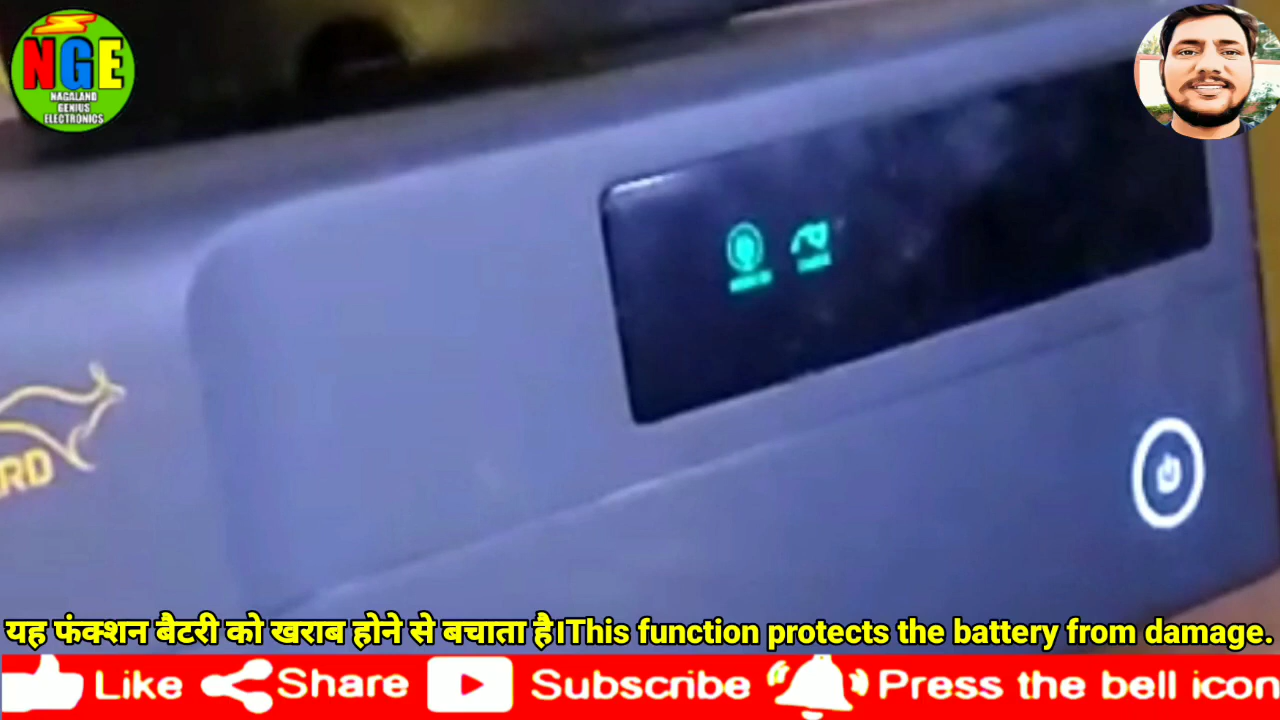 NGE
NAGALAND
GENIUS
ELECTRONICS
RD
यह फंक्शन बैटरी को खराब होने से बचाता है।This function protects the battery from damage.
Like Share Subscribe Press the bell icon